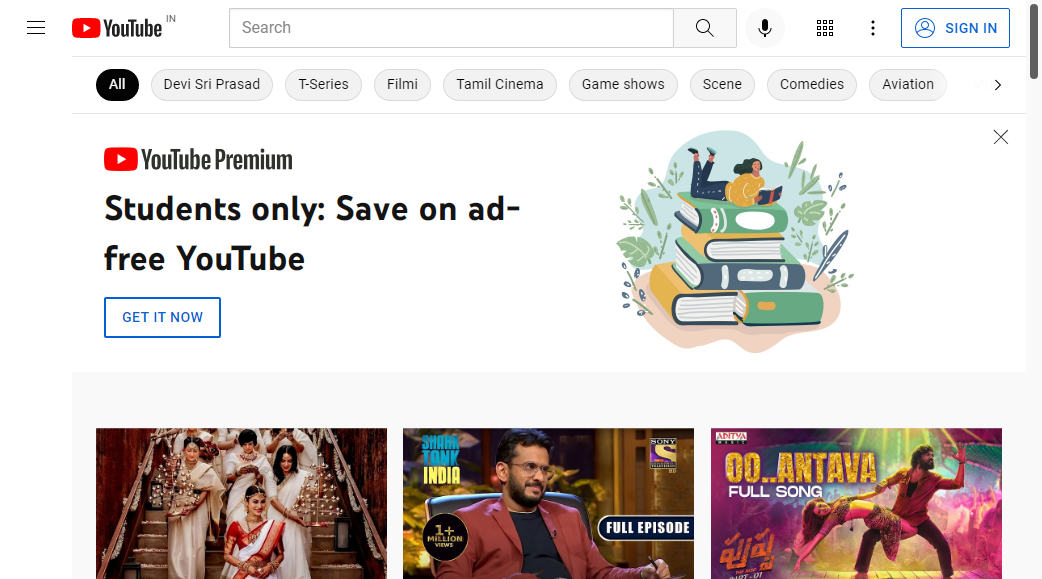 YouTube IN
Search
SIGN IN
All
Devi Sri Prasad
T-Series
Filmi
Tamil Cinema
Game shows
Scene
Comedies
Aviation
YouTube Premium
Students only: Save on ad-
free YouTube
GET IT NOW
SHARK
TANK
INDIA
1+
MILLION
VIEWS
SONY
FULL EPISODE
ADITYA
MUSIC
OO..ANTAVA
FULL SONG
పుష్ప